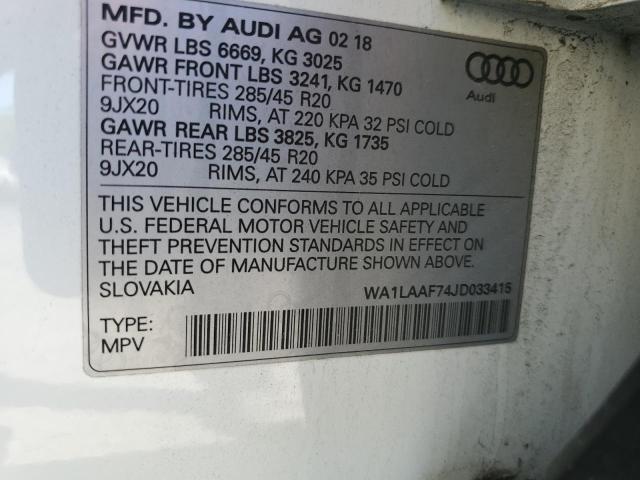 MFD. BY AUDI AG 02 18
GVWR LBS 6669, KG 3025
GAWR FRONT LBS 3241, KG 1470
FRONT-TIRES 285/45 R20
9JX20 RIMS, AT 220 KPA 32 PSI COLD
GAWR REAR LBS 3825, KG 1735
REAR-TIRES 285/45 R20
9JX20 RIMS, AT 240 KPA 35 PSI COLD
Audi
THIS VEHICLE CONFORMS TO ALL APPLICABLE
U.S. FEDERAL MOTOR VEHICLE SAFETY AND
THEFT PREVENTION STANDARDS IN EFFECT ON
THE DATE OF MANUFACTURE SHOWN ABOVE.
SLOVAKIA WA1LAAF74JD033415
TYPE:
MPV